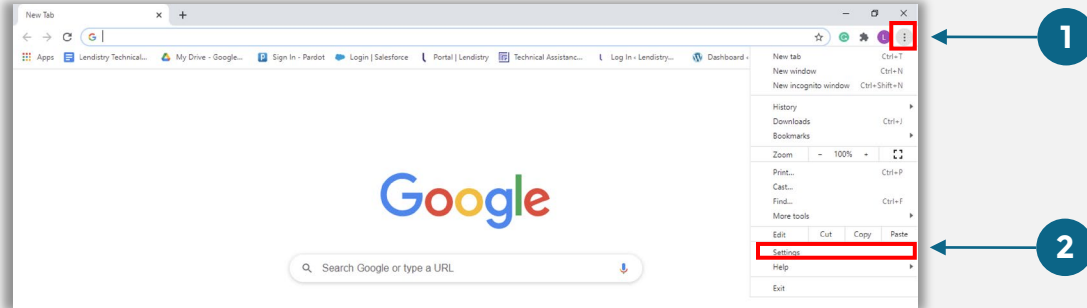 New Tab
G
Apps Lendistry Technical... My Drive - Google... Sign In - Pardot Login | Salesforce Portal | Lendistry Technical Assistanc... Log In ‹ Lendistry... Dashboard ‹
L
1
New tab Ctrl+T
New window Ctrl+N
New incognito window Ctrl+Shift+N
History
Downloads Ctrl+J
Bookmarks
Zoom - 100% +
Print... Ctrl+P
Cast...
Find... Ctrl+F
More tools
Edit Cut Copy Paste
Settings
Help
Exit
2
Google
Search Google or type a URL